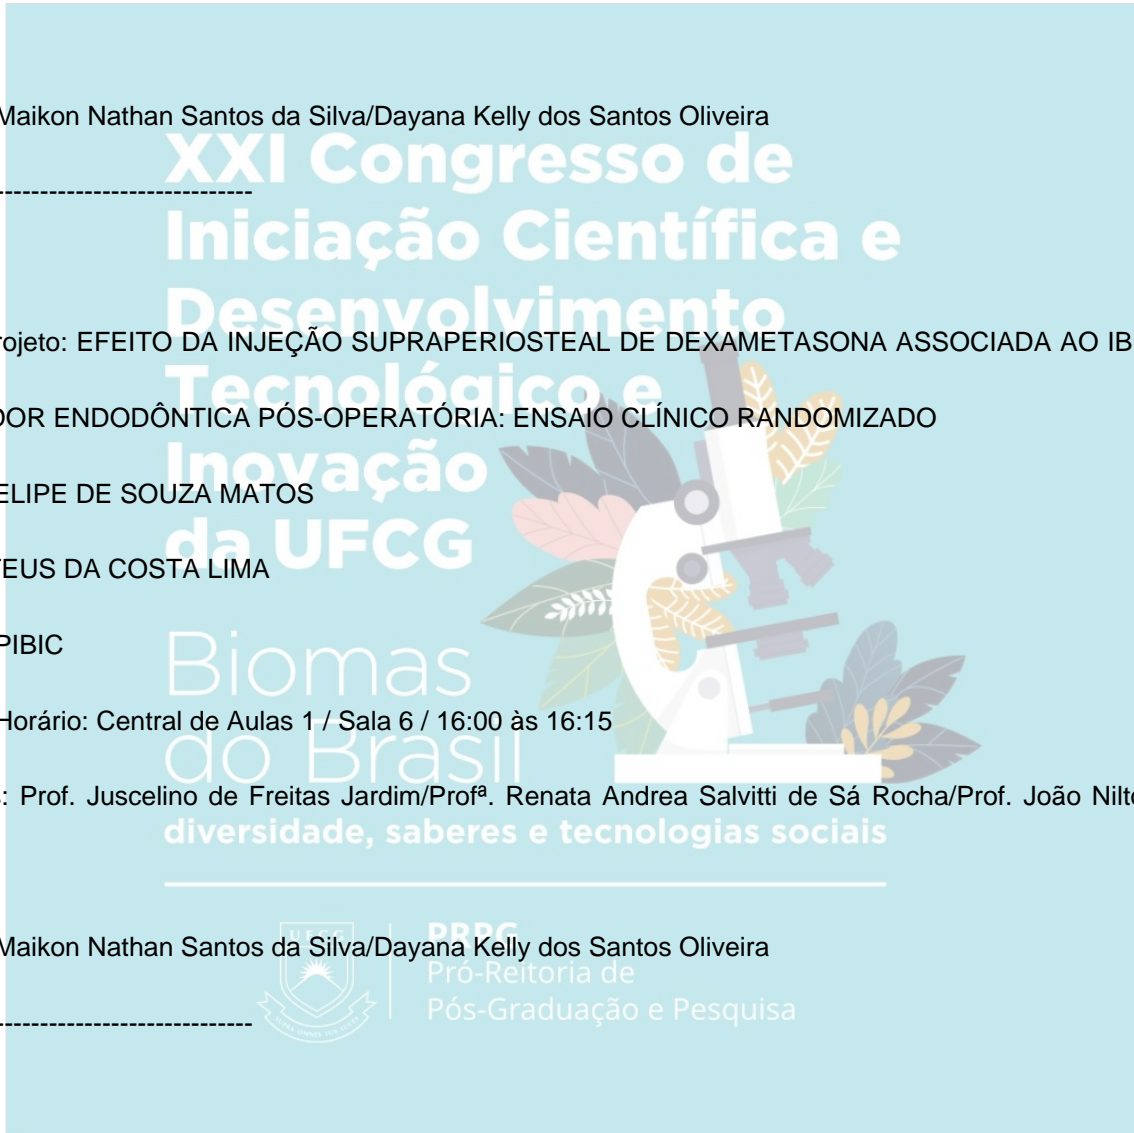 Maikon Nathan Santos da Silva/Dayana Kelly dos Santos Oliveira
XXI Congresso de
----------------------------
Iniciação Científica e
Desenvolvimento
rojeto: EFEITO DA INJEÇÃO SUPRAPERIOSTEAL DE DEXAMETASONA ASSOCIADA AO IB
Tecnológico e
DOR ENDODÔNTICA PÓS-OPERATÓRIA: ENSAIO CLÍNICO RANDOMIZADO
Inovação
ELIPE DE SOUZA MATOS
da UFCG
TEUS DA COSTA LIMA
PIBIC
Biomas
Horário: Central de Aulas 1 / Sala 6 / 16:00 às 16:15
do Brasil
: Prof. Juscelino de Freitas Jardim/Profª. Renata Andrea Salvitti de Sá Rocha/Prof. João Nilt
diversidade, saberes e tecnologias sociais
UFCG
PRPG
Maikon Nathan Santos da Silva/Dayana Kelly dos Santos Oliveira
Pró-Reitoria de
Pós-Graduação e Pesquisa
----------------------------